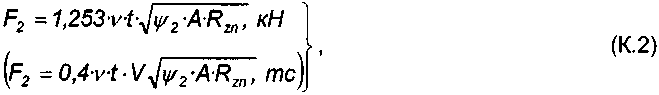 F₂ = 1,253·ν·t·√ψ₂·A·R_zn, кН
(F₂ = 0,4·ν·t·V√ψ₂·A·R_zn, тс)
,
(К.2)